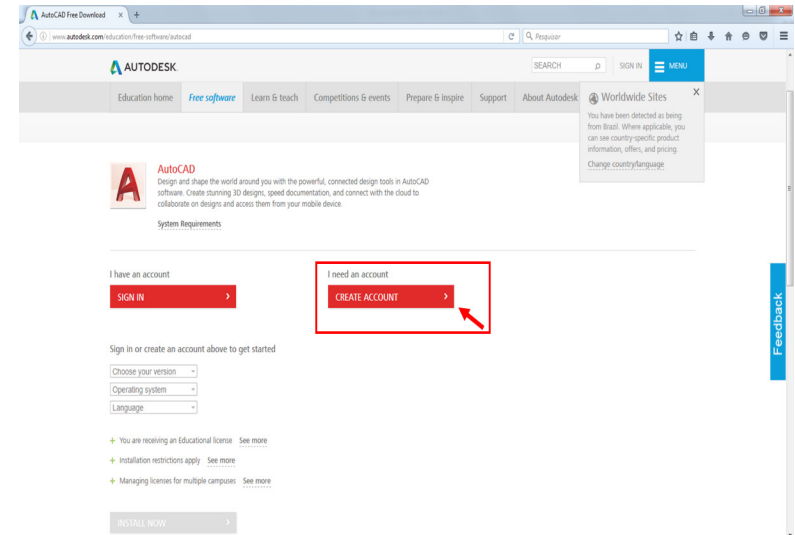 AutoCAD Free Download
www.autodesk.com/education/free-software/autocad
Pesquisar
AUTODESK.
SEARCH
SIGN IN
MENU
Education home
Free software
Learn & teach
Competitions & events
Prepare & inspire
Support
About Autodesk
Worldwide Sites
X
You have been detected as being
from Brazil. Where applicable, you
can see country-specific product
information, offers, and pricing.
Change country/language
AutoCAD
Design and shape the world around you with the powerful, connected design tools in AutoCAD
software. Create stunning 3D designs, speed documentation, and connect with the cloud to
collaborate on designs and access them from your mobile device.
System Requirements
I have an account
SIGN IN
I need an account
CREATE ACCOUNT
Feedback
Sign in or create an account above to get started
Choose your version
Operating system
Language
+ You are receiving an Educational license See more
+ Installation restrictions apply See more
+ Managing licenses for multiple campuses See more
INSTALL NOW